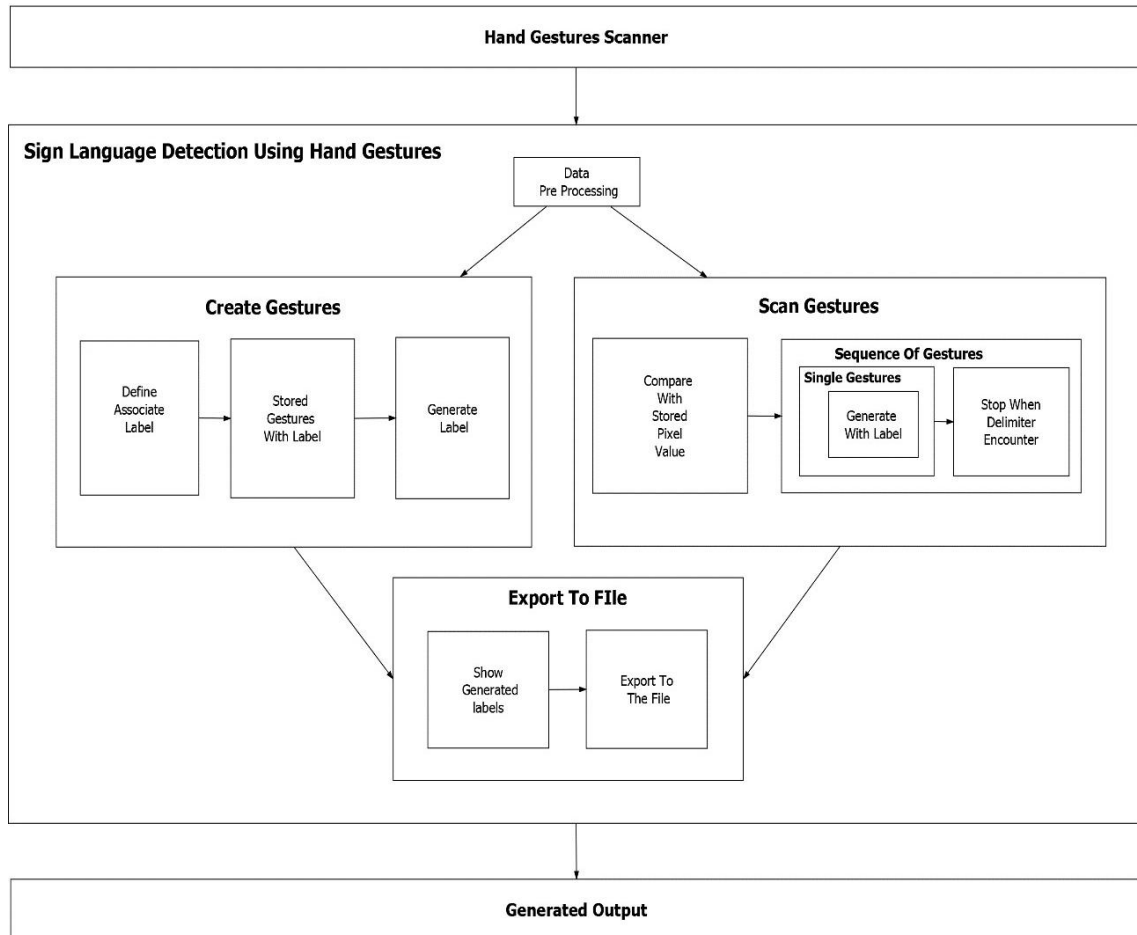 Hand Gestures Scanner
Sign Language Detection Using Hand Gestures
Data
Pre Processing
Create Gestures
Define
Associate
Label
Stored
Gestures
With Label
Generate
Label
Scan Gestures
Compare
With
Stored
Pixel
Value
Sequence Of Gestures
Single Gestures
Generate
With Label
Stop When
Delimiter
Encounter
Export To FIle
Show
Generated
labels
Export To
The File
Generated Output